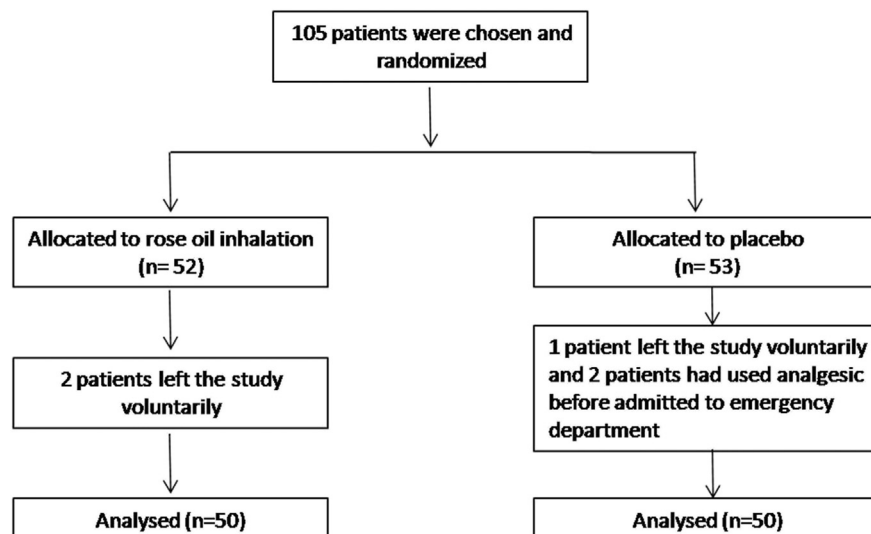 105 patients were chosen and
randomized
Allocated to rose oil inhalation
(n= 52)
Allocated to placebo
(n= 53)
2 patients left the study
voluntarily
1 patient left the study voluntarily
and 2 patients had used analgesic
before admitted to emergency
department
Analysed (n=50)
Analysed (n=50)